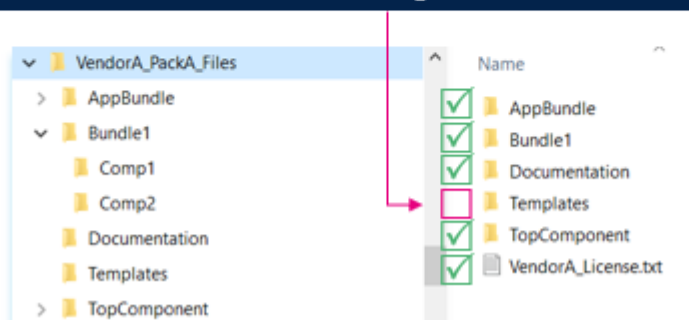 VendorA_PackA_Files
AppBundle
Bundle1
Comp1
Comp2
Documentation
Templates
TopComponent
Name
AppBundle
Bundle1
Documentation
Templates
TopComponent
VendorA_License.txt